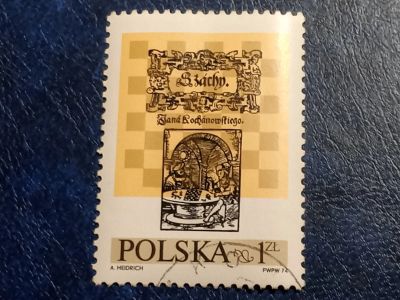 Szachy.
Jana Kochanowskiego.
POLSKA 1 ZŁ
A. HEIDRICH PWPW 74